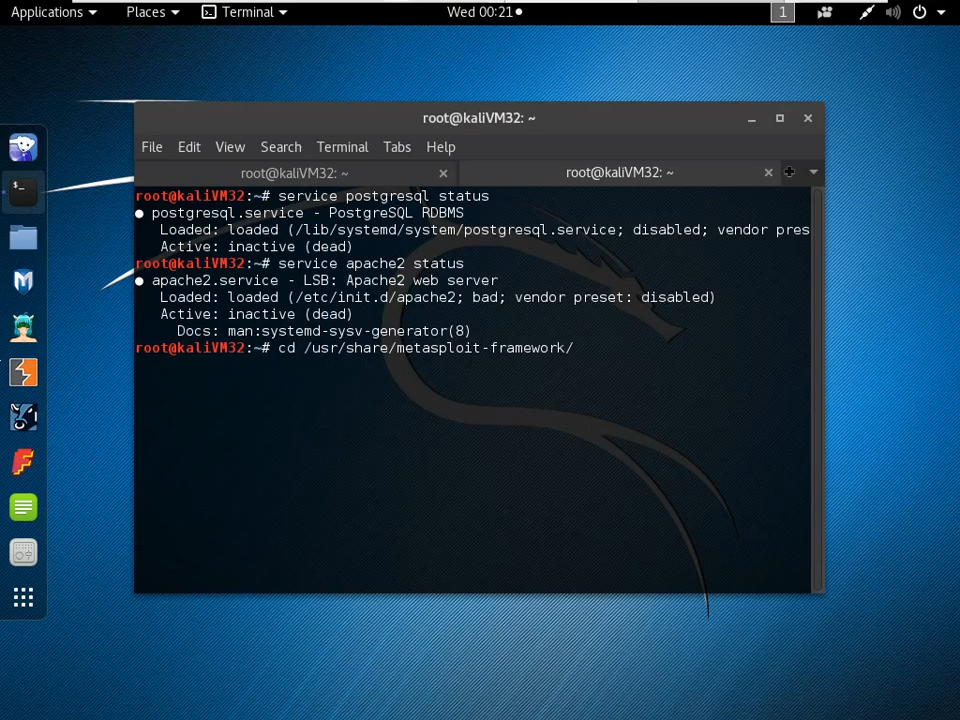 Applications Places Terminal Wed 00:21 1
root@kaliVM32: ~
File Edit View Search Terminal Tabs Help
root@kaliVM32: ~ root@kaliVM32: ~
root@kaliVM32:~# service postgresql status
● postgresql.service - PostgreSQL RDBMS
Loaded: loaded (/lib/systemd/system/postgresql.service; disabled; vendor pres
Active: inactive (dead)
root@kaliVM32:~# service apache2 status
● apache2.service - LSB: Apache2 web server
Loaded: loaded (/etc/init.d/apache2; bad; vendor preset: disabled)
Active: inactive (dead)
Docs: man:systemd-sysv-generator(8)
root@kaliVM32:~# cd /usr/share/metasploit-framework/